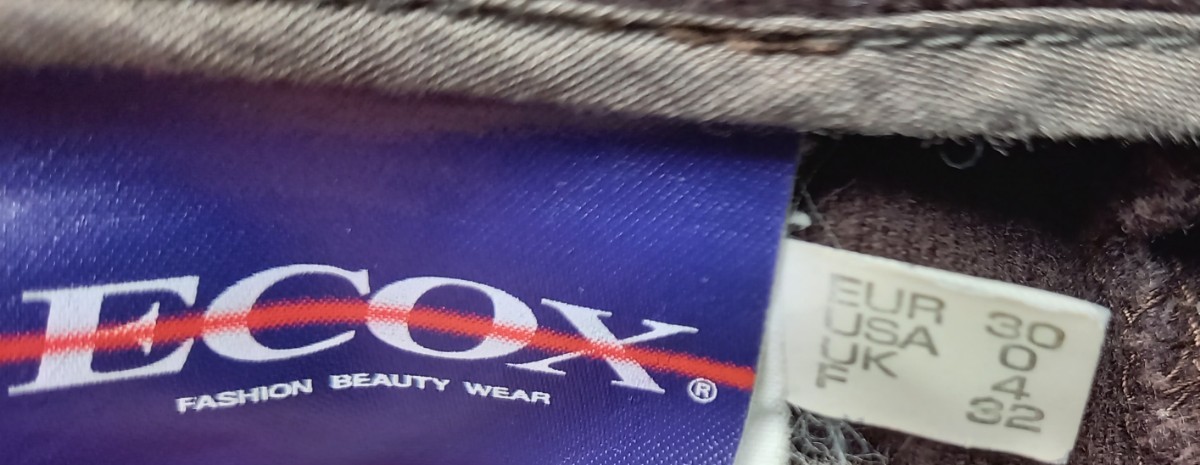 ECOX
FASHION BEAUTY WEAR ®
EUR 30
USA 0
UK 4
F 32